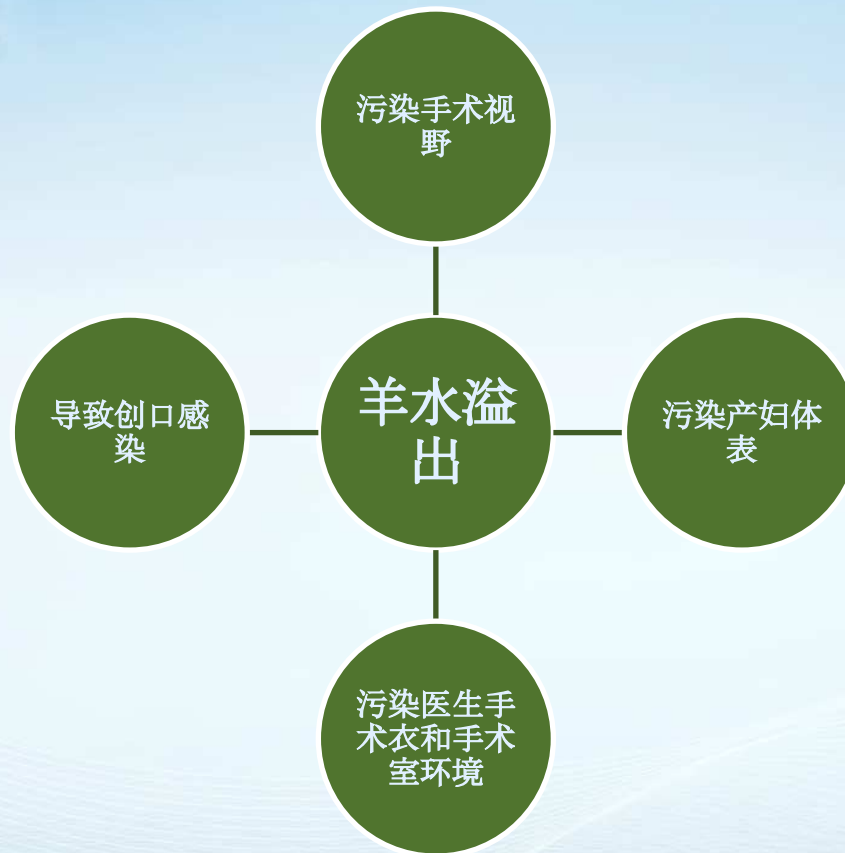 污染手术视
野
导致创口感
染
羊水溢
出
污染产妇体
表
污染医生手
术衣和手术
室环境